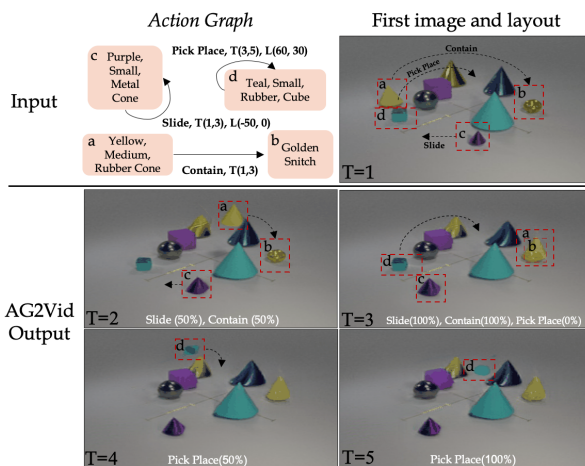 Action Graph
First image and layout
Input
c
Purple,
Small,
Metal
Cone
Pick Place, T(3,5), L(60, 30)
d
Teal, Small,
Rubber, Cube
Slide, T(1,3), L(-50, 0)
a
Yellow,
Medium,
Rubber Cone
Contain, T(1,3)
b
Golden
Snitch
Contain
Pick Place
a
d
b
c
Slide
T=1
AG2Vid
Output
a
b
d
c
T=2
Slide (50%), Contain (50%)
a
b
d
c
T=3
Slide(100%), Contain(100%), Pick Place(0%)
d
T=4
Pick Place(50%)
d
T=5
Pick Place(100%)